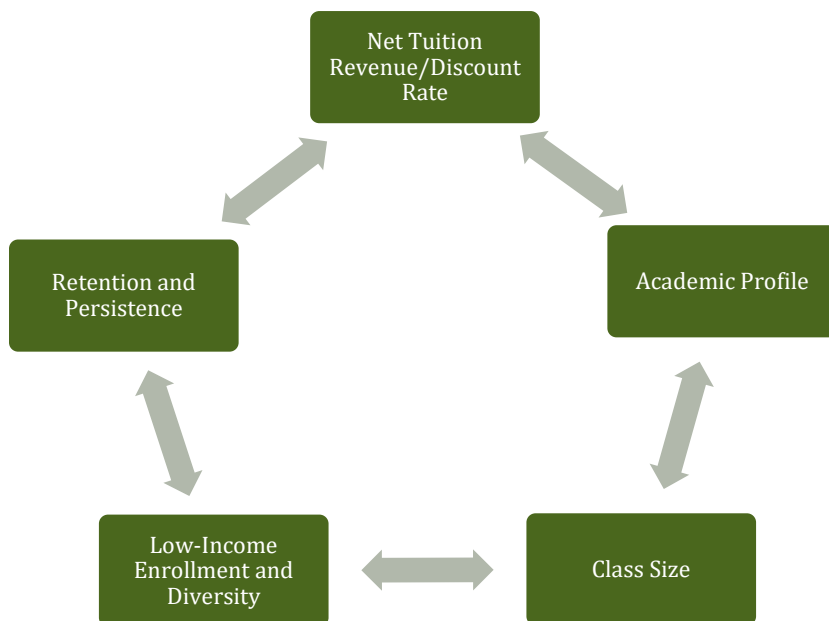 Net Tuition
Revenue/Discount
Rate
Retention and
Persistence
Academic Profile
Low-Income
Enrollment and
Diversity
Class Size